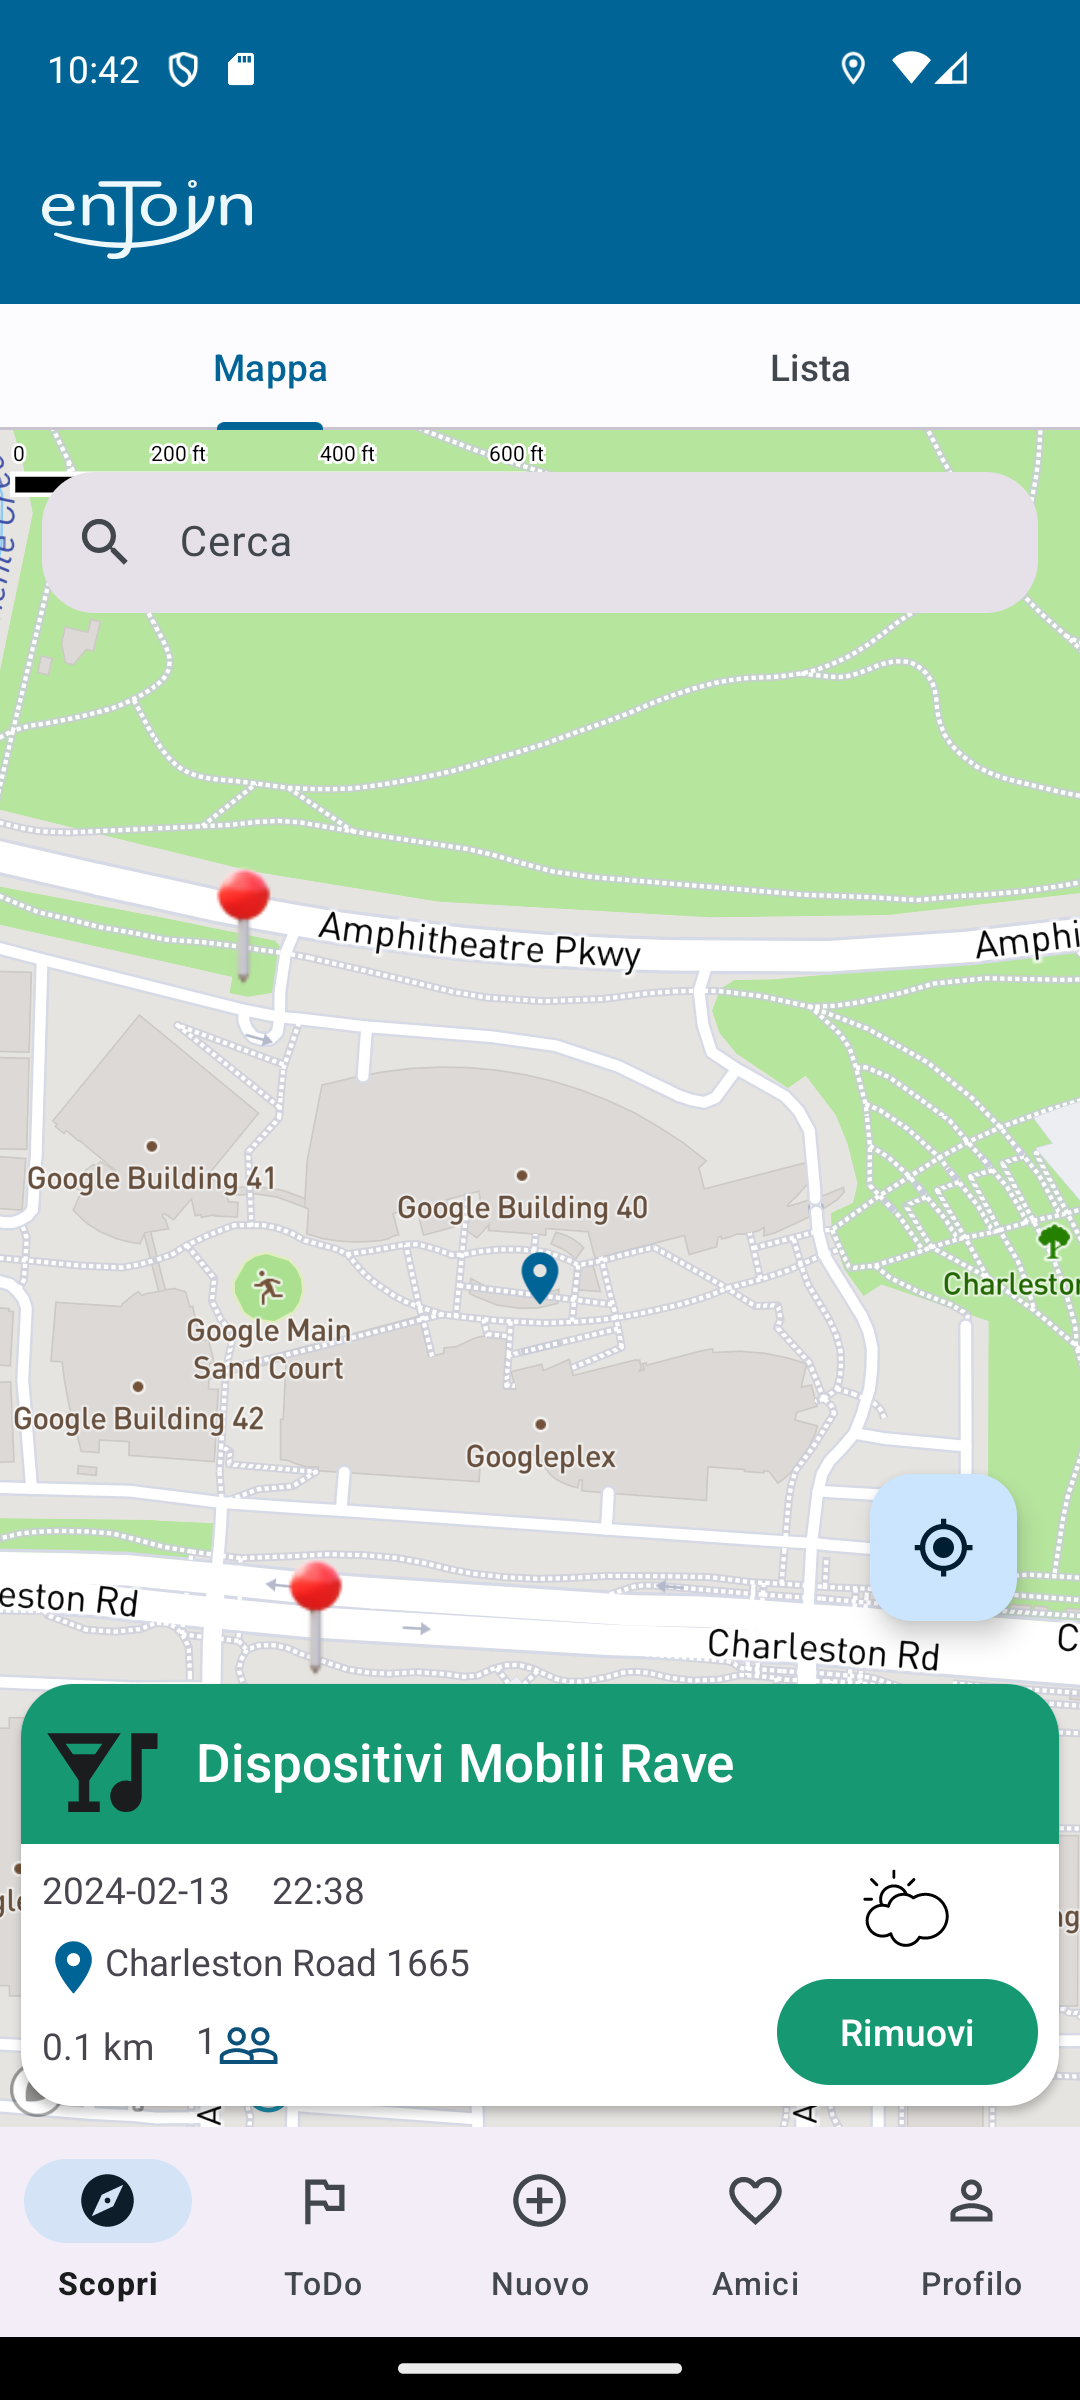 10:42
enJoin
Mappa
Lista
0 200 ft 400 ft 600 ft
Cerca
Amphitheatre Pkwy
Amphi
Google Building 41
Google Building 40
Charleston
Google Main
Sand Court
Google Building 42
Googleplex
eston Rd
Charleston Rd
C
Dispositivi Mobili Rave
2024-02-13 22:38
Charleston Road 1665
0.1 km 1
Rimuovi
A
A
Scopri
ToDo
Nuovo
Amici
Profilo